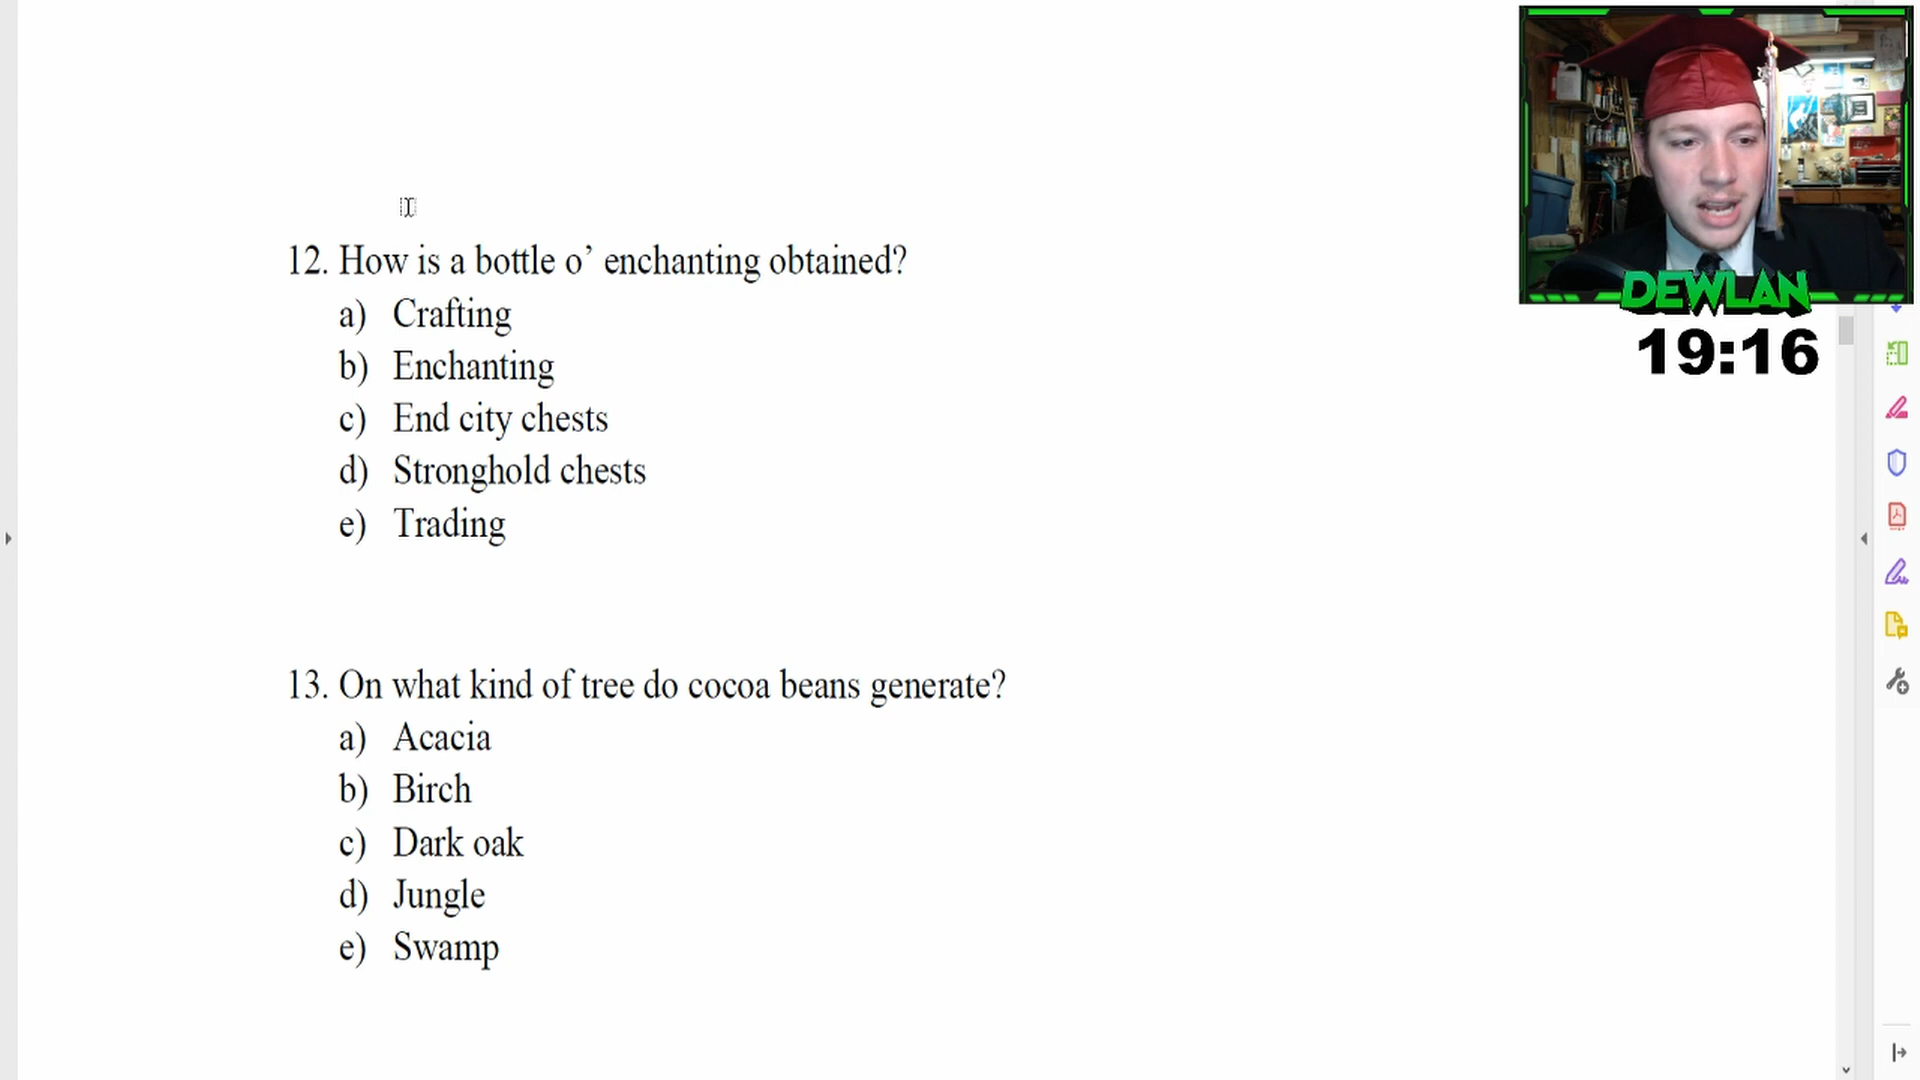 12. How is a bottle o’ enchanting obtained?
a) Crafting
b) Enchanting
c) End city chests
d) Stronghold chests
e) Trading
13. On what kind of tree do cocoa beans generate?
a) Acacia
b) Birch
c) Dark oak
d) Jungle
e) Swamp
DEWLAN
19:16